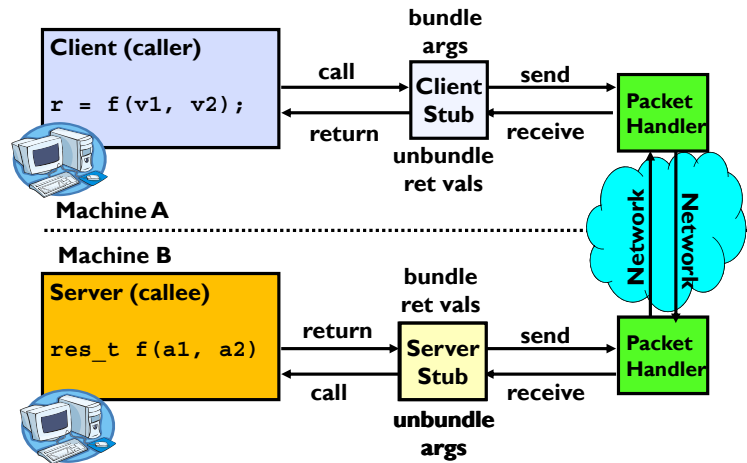 bundle
args
Client (caller)
call
send
Client
Stub
r = f(v1, v2);
Packet
Handler
return
receive
unbundle
ret vals
Machine A
Network
Network
Machine B
bundle
ret vals
Server (callee)
return
send
res_t f(a1, a2)
Server
Stub
Packet
Handler
call
receive
unbundle
args